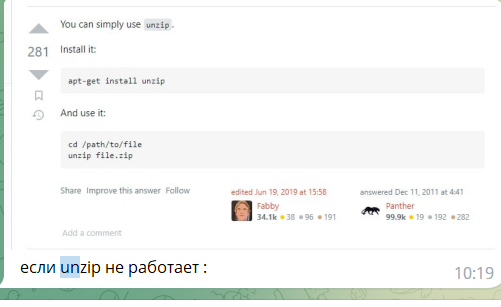 You can simply use unzip.
281
Install it:
apt-get install unzip
And use it:
cd /path/to/file
unzip file.zip
Share Improve this answer Follow
edited Jun 19, 2019 at 15:58
Fabby
34.1k 38 96 191
answered Dec 11, 2011 at 4:41
Panther
99.9k 19 192 282
Add a comment
если unzip не работает :
10:19